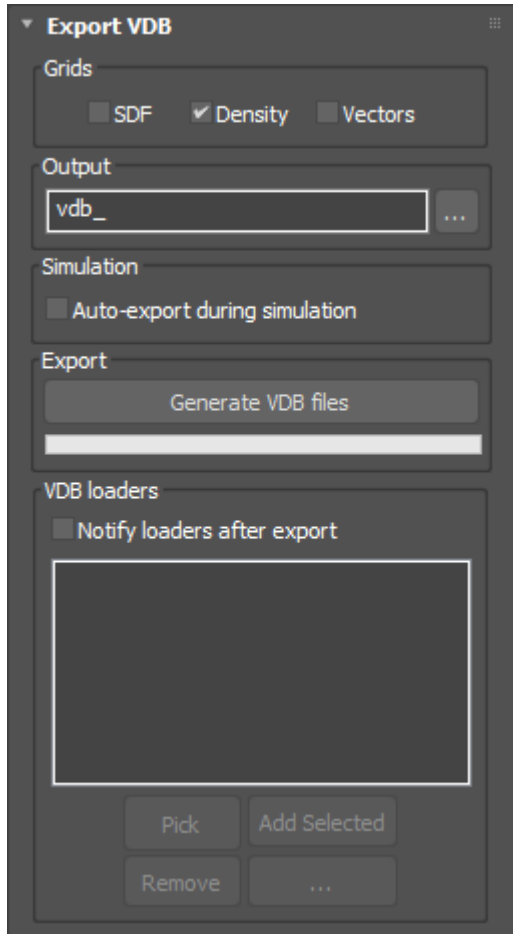 Export VDB
Grids
SDF Density Vectors
Output
vdb_ ...
Simulation
Auto-export during simulation
Export
Generate VDB files
VDB loaders
Notify loaders after export
Pick Add Selected
Remove ...